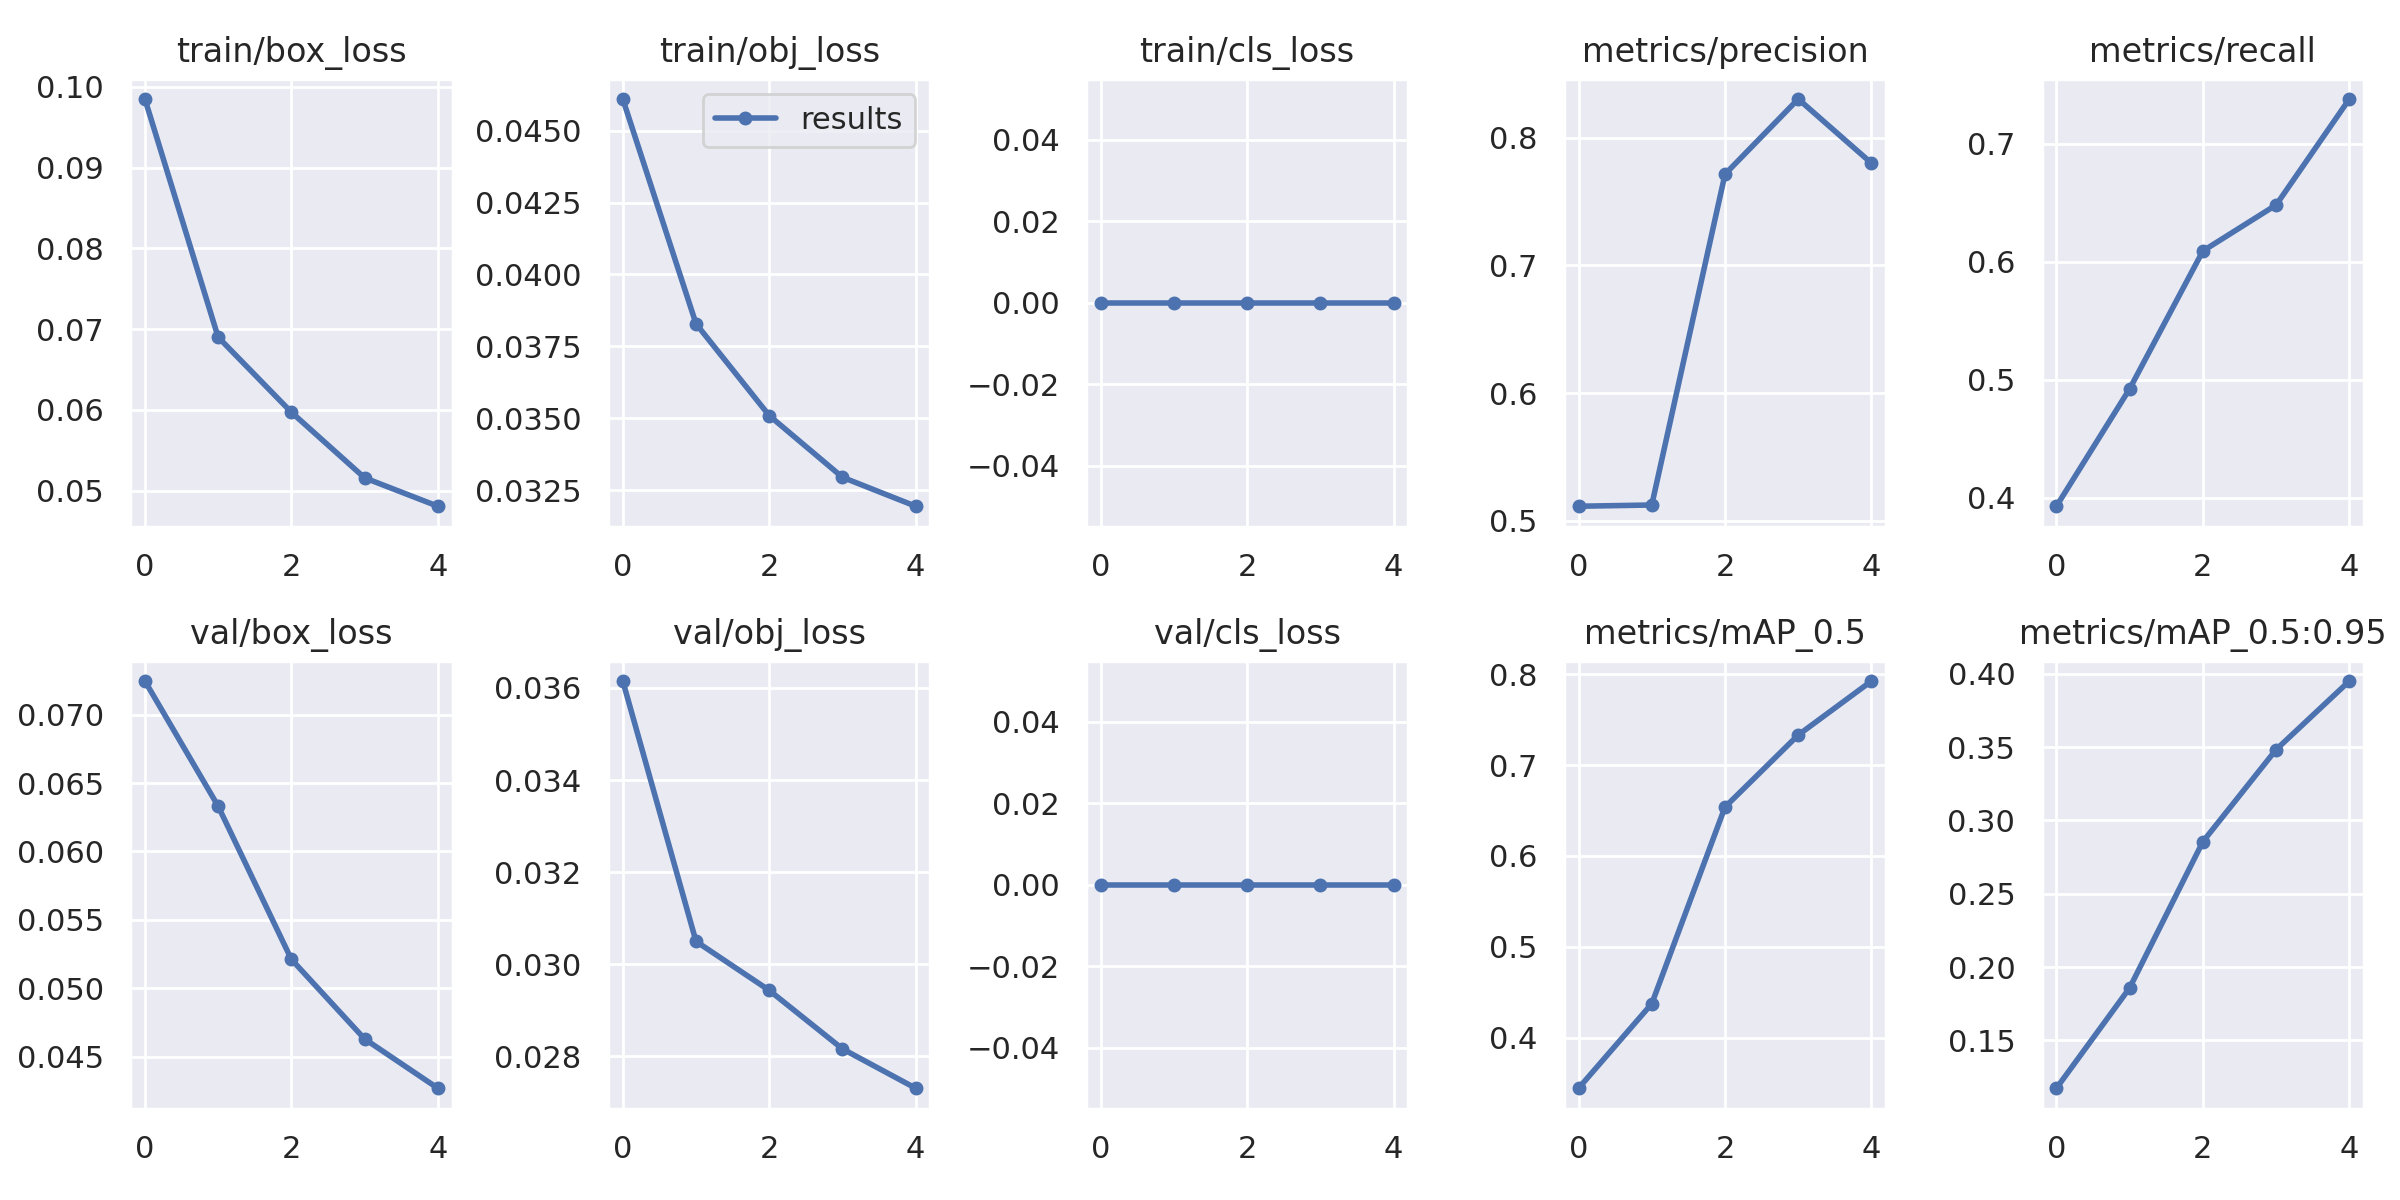 train/box_loss
0.10
0.09
0.08
0.07
0.06
0.05
0 2 4
train/obj_loss
results
0.0450
0.0425
0.0400
0.0375
0.0350
0.0325
0 2 4
train/cls_loss
0.04
0.02
0.00
−0.02
−0.04
0 2 4
metrics/precision
0.8
0.7
0.6
0.5
0 2 4
metrics/recall
0.7
0.6
0.5
0.4
0 2 4
val/box_loss
0.070
0.065
0.060
0.055
0.050
0.045
0 2 4
val/obj_loss
0.036
0.034
0.032
0.030
0.028
0 2 4
val/cls_loss
0.04
0.02
0.00
−0.02
−0.04
0 2 4
metrics/mAP_0.5
0.8
0.7
0.6
0.5
0.4
0 2 4
metrics/mAP_0.5:0.95
0.40
0.35
0.30
0.25
0.20
0.15
0 2 4